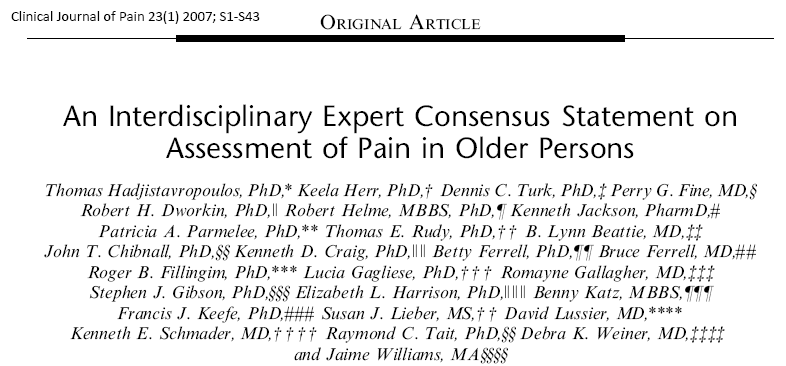 Clinical Journal of Pain 23(1) 2007; S1-S43
ORIGINAL ARTICLE
An Interdisciplinary Expert Consensus Statement on
Assessment of Pain in Older Persons
Thomas Hadjistavropoulos, PhD,* Keela Herr, PhD,† Dennis C. Turk, PhD,‡ Perry G. Fine, MD,§
Robert H. Dworkin, PhD,∥ Robert Helme, MBBS, PhD,¶ Kenneth Jackson, PharmD,#
Patricia A. Parmelee, PhD,** Thomas E. Rudy, PhD,†† B. Lynn Beattie, MD,‡‡
John T. Chibnall, PhD,§§ Kenneth D. Craig, PhD,∥∥ Betty Ferrell, PhD,¶¶ Bruce Ferrell, MD,##
Roger B. Fillingim, PhD,*** Lucia Gagliese, PhD,††† Romayne Gallagher, MD,‡‡‡
Stephen J. Gibson, PhD,§§§ Elizabeth L. Harrison, PhD,∥∥∥ Benny Katz, MBBS,¶¶¶
Francis J. Keefe, PhD,### Susan J. Lieber, MS,†† David Lussier, MD,****
Kenneth E. Schmader, MD,†††† Raymond C. Tait, PhD,§§ Debra K. Weiner, MD,‡‡‡‡
and Jaime Williams, MA§§§§